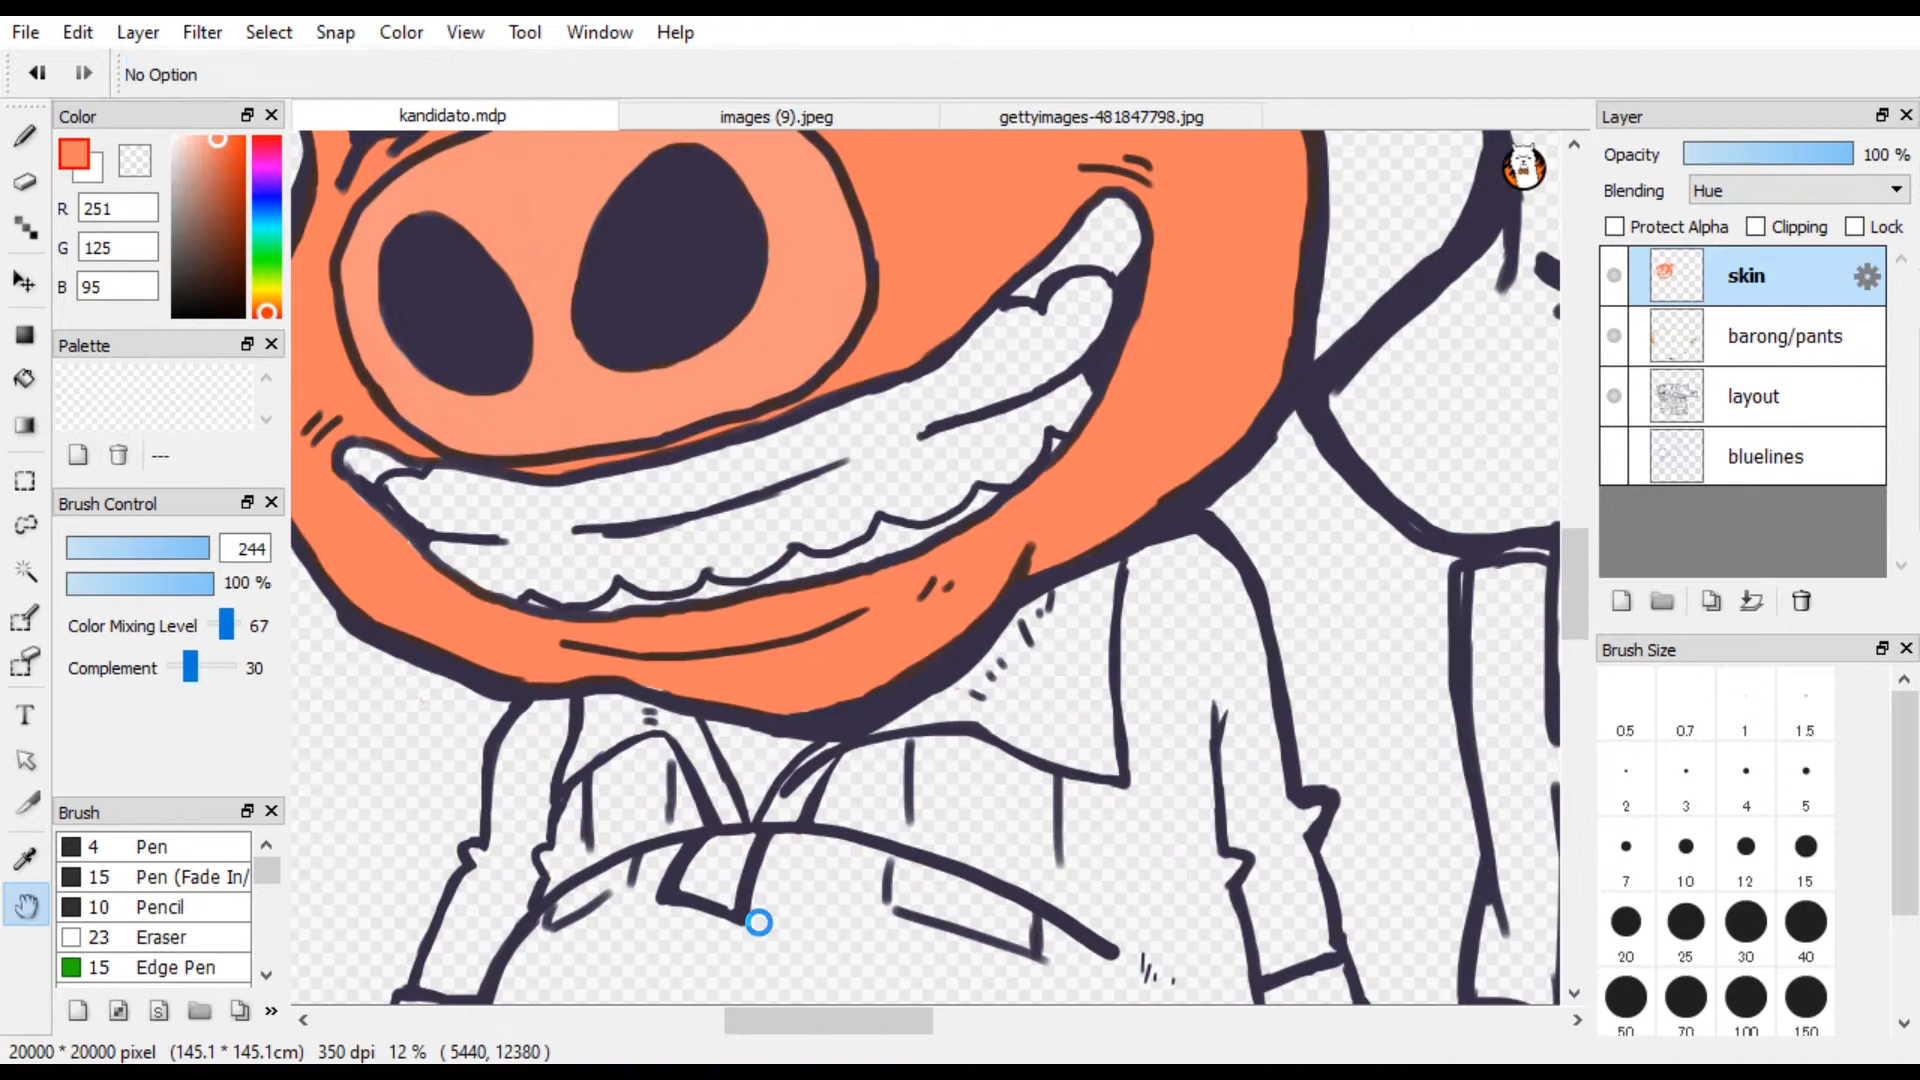 File Edit Layer Filter Select Snap Color View Tool Window Help
No Option
Color
R 251
G 125
B 95
Palette
---
Brush Control
244
100 %
Color Mixing Level 67
Complement 30
Brush
4 Pen
15 Pen (Fade In/
10 Pencil
23 Eraser
15 Edge Pen
kandidato.mdp images (9).jpeg gettyimages-481847798.jpg
Layer
Opacity 100 %
Blending Hue
Protect Alpha Clipping Lock
skin
barong/pants
layout
bluelines
Brush Size
0.5 0.7 1 1.5
2 3 4 5
7 10 12 15
20 25 30 40
50 70 100 150
20000 * 20000 pixel (145.1 * 145.1cm) 350 dpi 12 % ( 5440, 12380 )